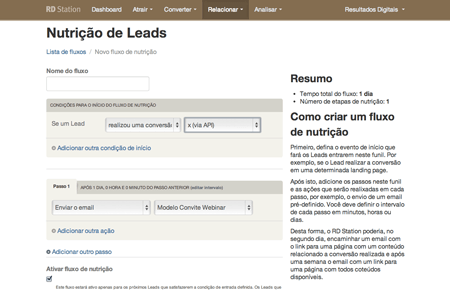 RD Station Dashboard Atrair Converter Relacionar Analisar Resultados Digitais
Nutrição de Leads
Lista de fluxos / Novo fluxo de nutrição
Nome do fluxo
CONDIÇÕES PARA O INÍCIO DO FLUXO DE NUTRIÇÃO
Se um Lead realizou uma conversã x (via API)
Adicionar outra condição de início
Passo 1 APÓS 1 DIA, 0 HORA E 0 MINUTO DO PASSO ANTERIOR (editar intervalo)
Enviar o email Modelo Convite Webinar
Adicionar outra ação
Adicionar outro passo
Ativar fluxo de nutrição
Este fluxo estará ativo apenas para os próximos Leads que satisfizerem a condição de entrada definida. Os Leads que
Resumo
Tempo total do fluxo: 1 dia
Número de etapas de nutrição: 1
Como criar um fluxo
de nutrição
Primeiro, defina o evento de início que
fará os Leads entrarem neste funil. Por
exemplo, se o Lead realizar a conversão
em uma determinada landing page.
Após isto, adicione os passos neste funil
e as ações que serão realizadas em cada
passo, por exemplo, o envio de um email
pré-definido. Você deve definir o intervalo
de cada passo em minutos, horas ou
dias.
Desta forma, o RD Station poderia, no
segundo dia, encaminhar um email com
o link para uma página com um conteúdo
relacionado a conversão realizada e após
uma semana o email com um link para
uma página com todos conteúdos
disponíveis.